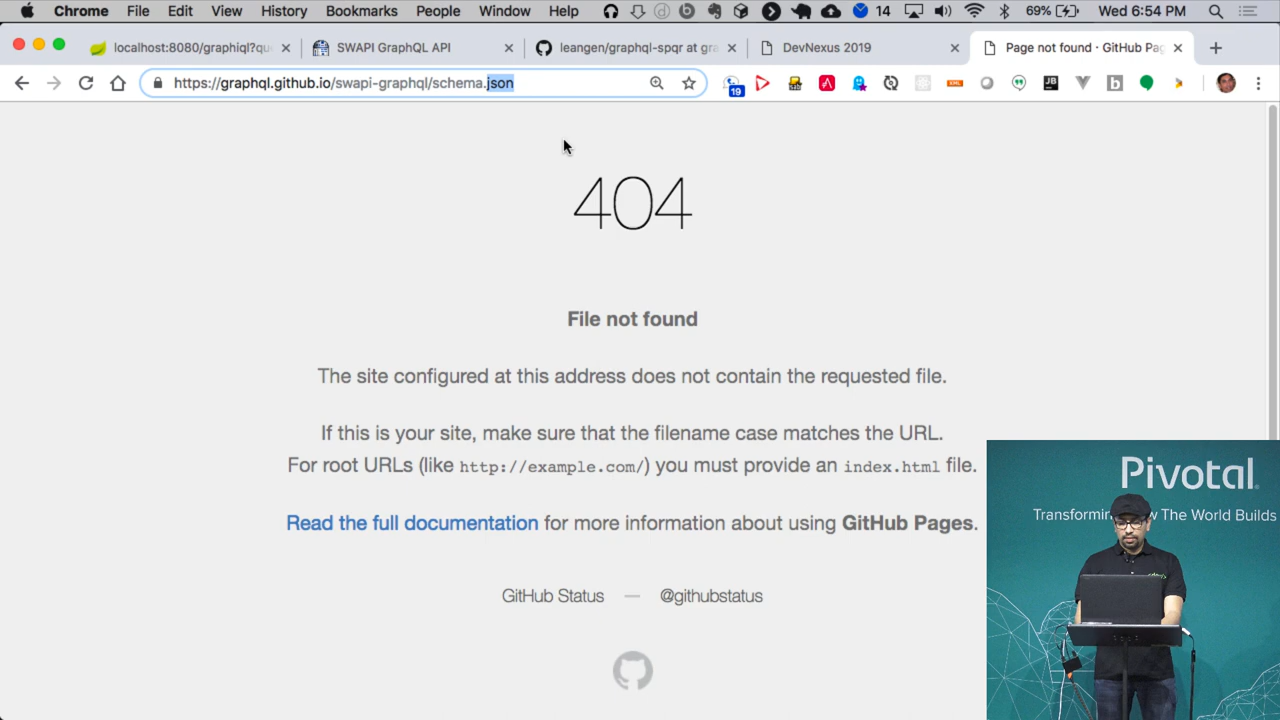 Chrome File Edit View History Bookmarks People Window Help 14 69% Wed 6:54 PM
localhost:8080/graphiql?qu
SWAPI GraphQL API
leangen/graphql-spqr at gra
DevNexus 2019
Page not found · GitHub Pag
https://graphql.github.io/swapi-graphql/schema.json
19
404
File not found
The site configured at this address does not contain the requested file.
If this is your site, make sure that the filename case matches the URL.
For root URLs (like http://example.com/) you must provide an index.html file.
Read the full documentation for more information about using GitHub Pages.
GitHub Status — @githubstatus
Pivotal
Transforming The World Builds